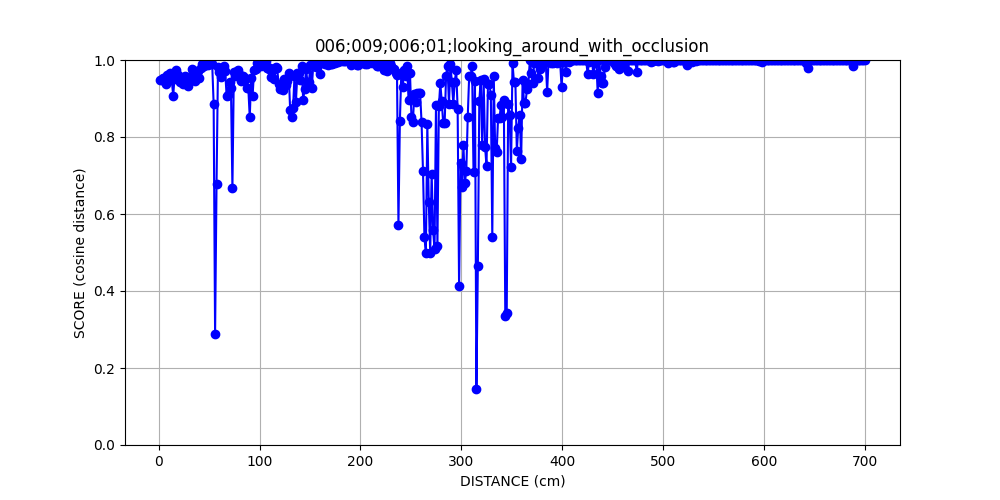 006;009;006;01;looking_around_with_occlusion
1.0
0.8
0.6
0.4
0.2
0.0
SCORE (cosine distance)
0 100 200 300 400 500 600 700
DISTANCE (cm)